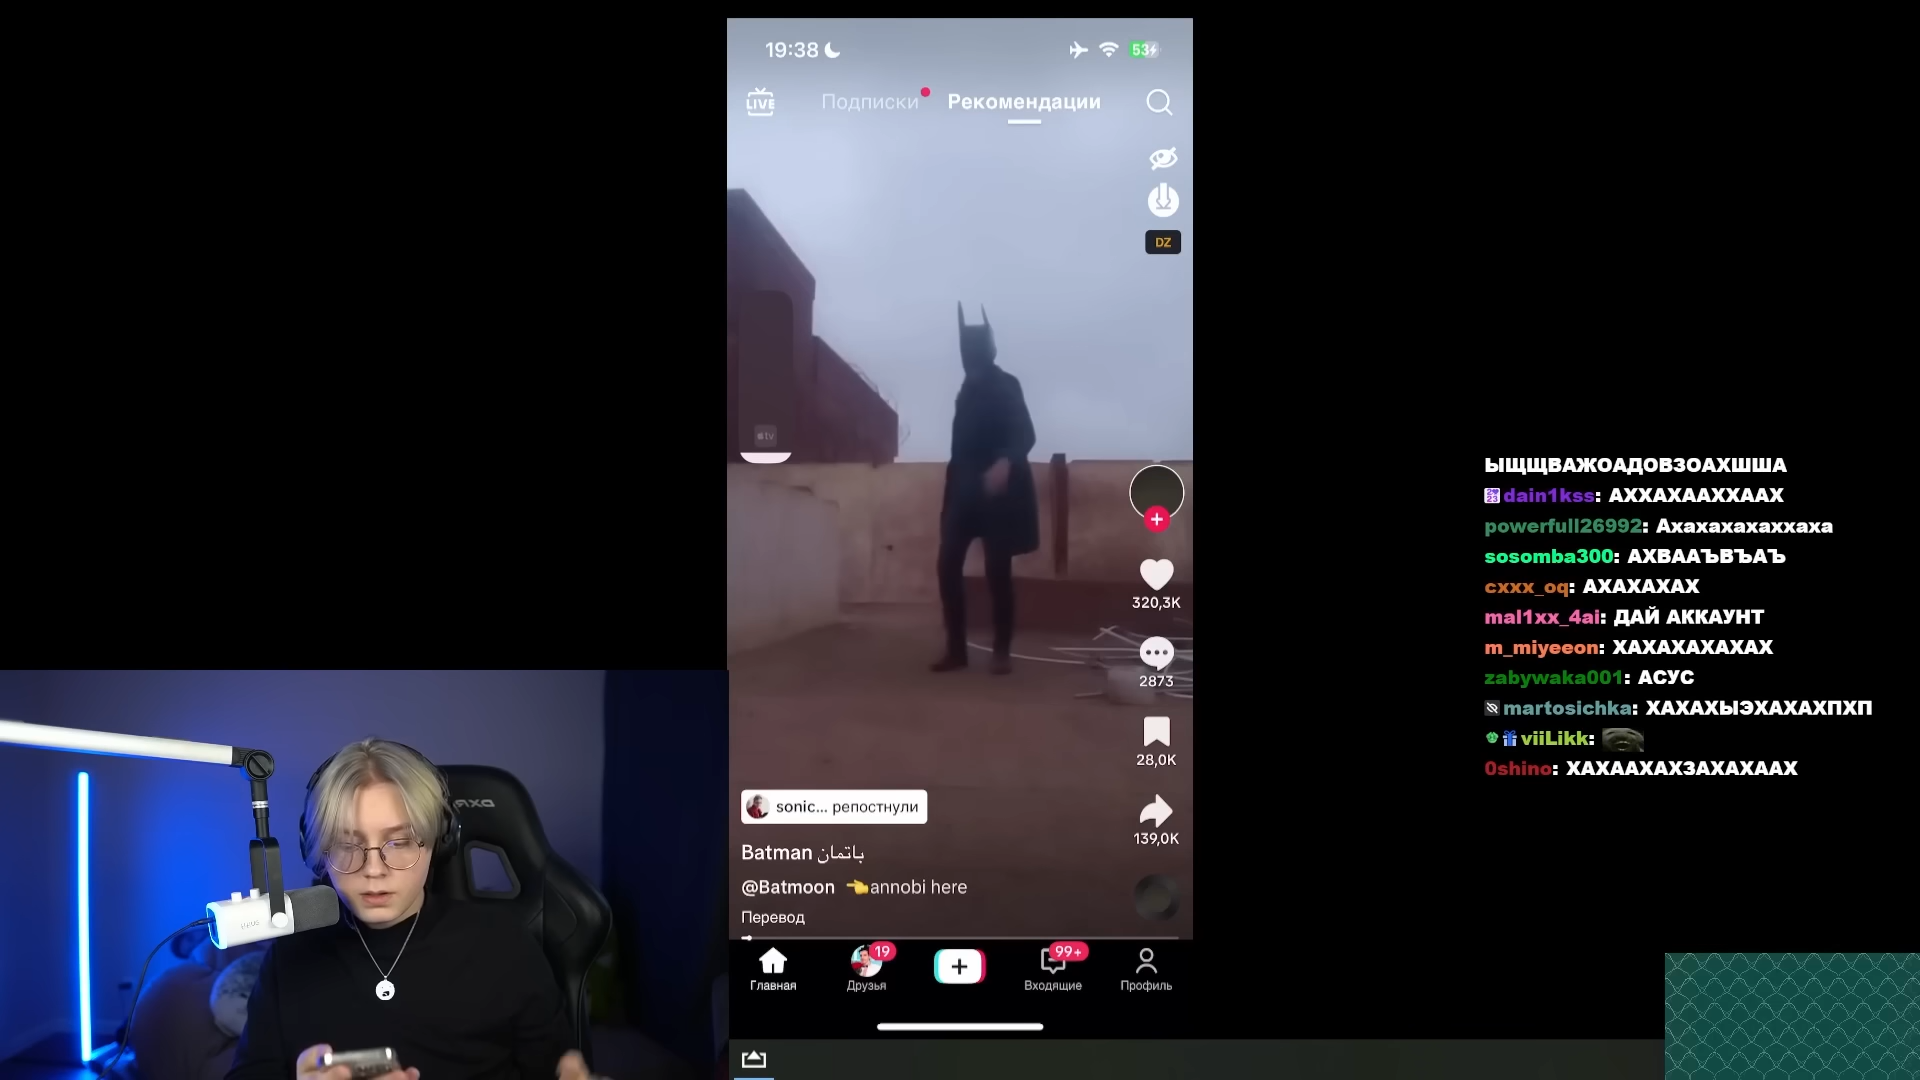 19:38
53
LIVE
Подписки
Рекомендации
DZ
tv
320,3K
2873
28,0K
139,0K
sonic... репостнули
Batman باتمان
@Batmoon 👈annobi here
Перевод
Главная
19
Друзья
99+
Входящие
Профиль
ЫЩЩВАЖОАДОВЗОАХШША
dain1kss: АХХАХААХХААХ
powerfull26992: Ахахахахаххаха
sosomba300: АХВААЪВЪАЪ
cxxx_oq: АХАХАХАХ
mal1xx_4ai: ДАЙ АККАУНТ
m_miyeeon: ХАХАХАХАХАХ
zabywaka001: АСУС
martosichka: ХАХАХЫЭХАХАХПХП
viiLikk:
0shino: ХАХААХАХЗАХАХААХ